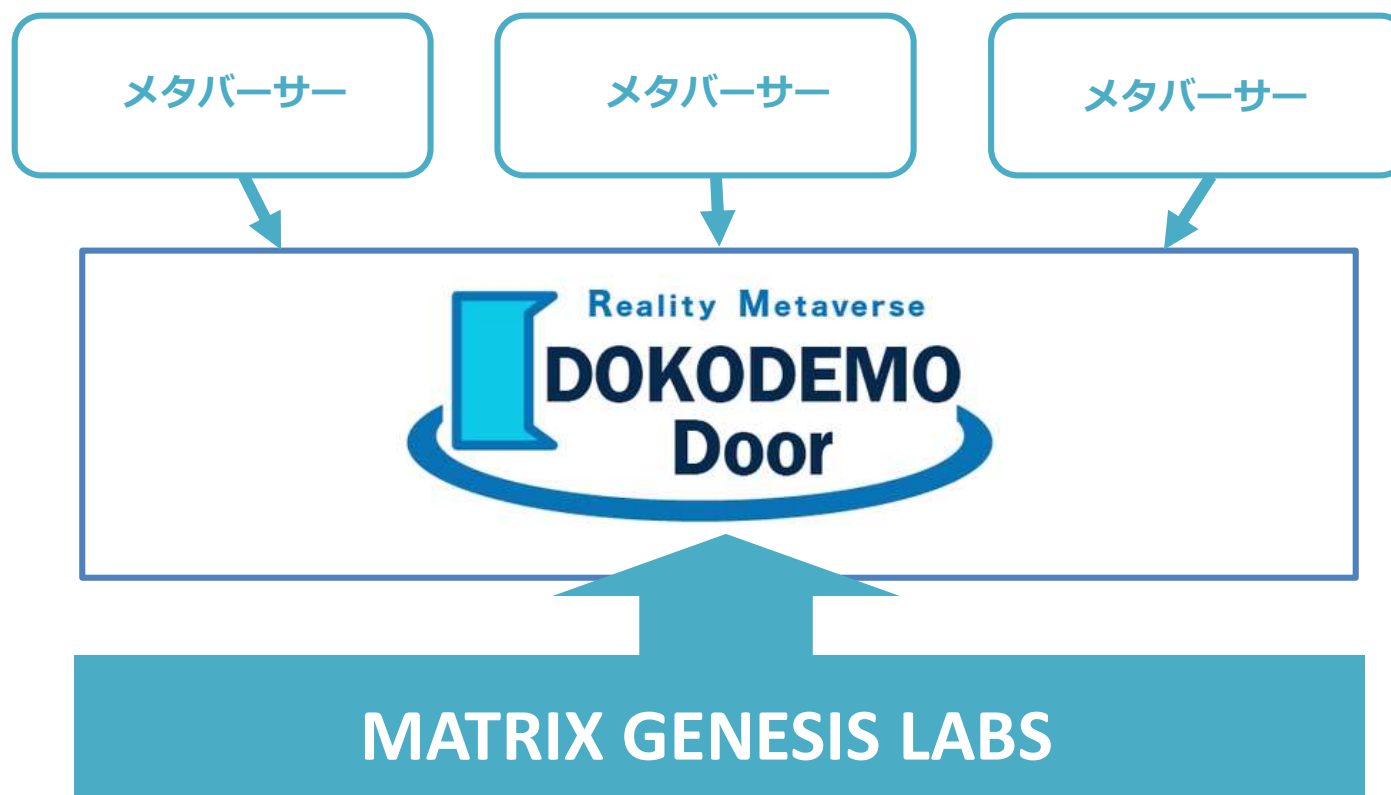 メタバーサー
メタバーサー
メタバーサー
Reality Metaverse
DOKODEMO
Door
MATRIX GENESIS LABS